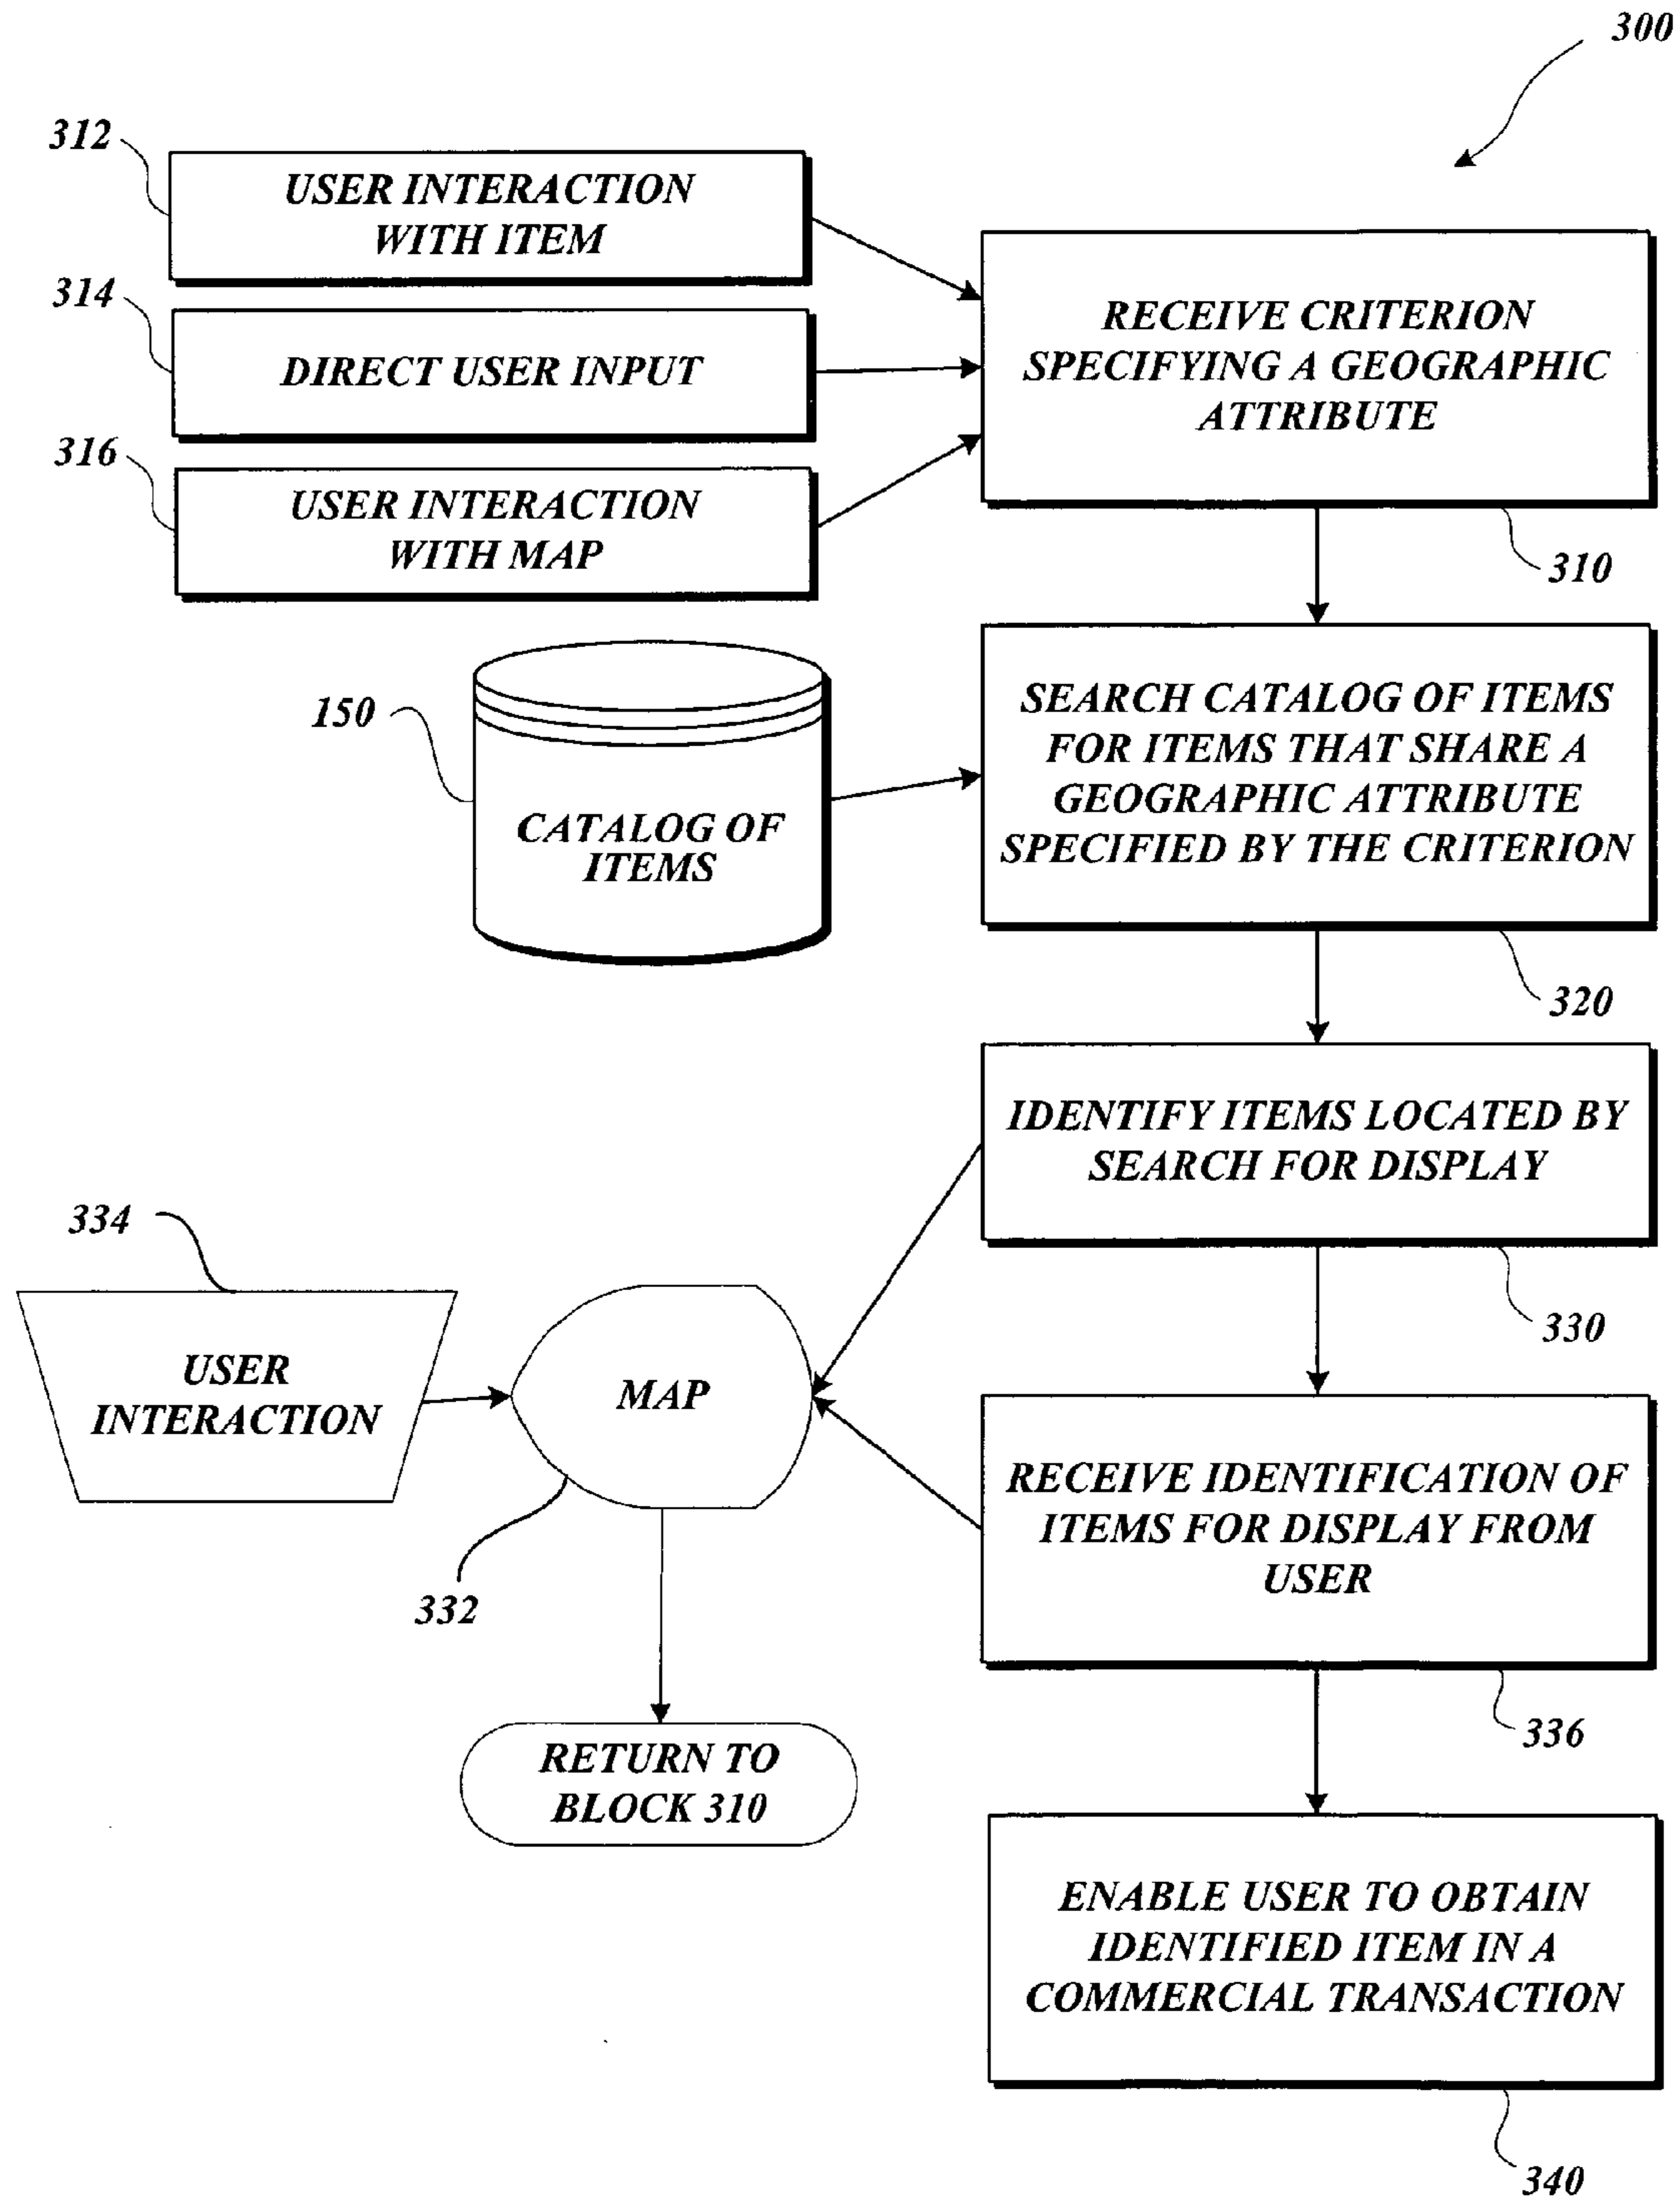 300
312
USER INTERACTION
WITH ITEM
314
DIRECT USER INPUT
316
USER INTERACTION
WITH MAP
RECEIVE CRITERION
SPECIFYING A GEOGRAPHIC
ATTRIBUTE
310
150
CATALOG OF
ITEMS
SEARCH CATALOG OF ITEMS
FOR ITEMS THAT SHARE A
GEOGRAPHIC ATTRIBUTE
SPECIFIED BY THE CRITERION
320
IDENTIFY ITEMS LOCATED BY
SEARCH FOR DISPLAY
330
334
USER
INTERACTION
MAP
332
RECEIVE IDENTIFICATION OF
ITEMS FOR DISPLAY FROM
USER
336
RETURN TO
BLOCK 310
ENABLE USER TO OBTAIN
IDENTIFIED ITEM IN A
COMMERCIAL TRANSACTION
340